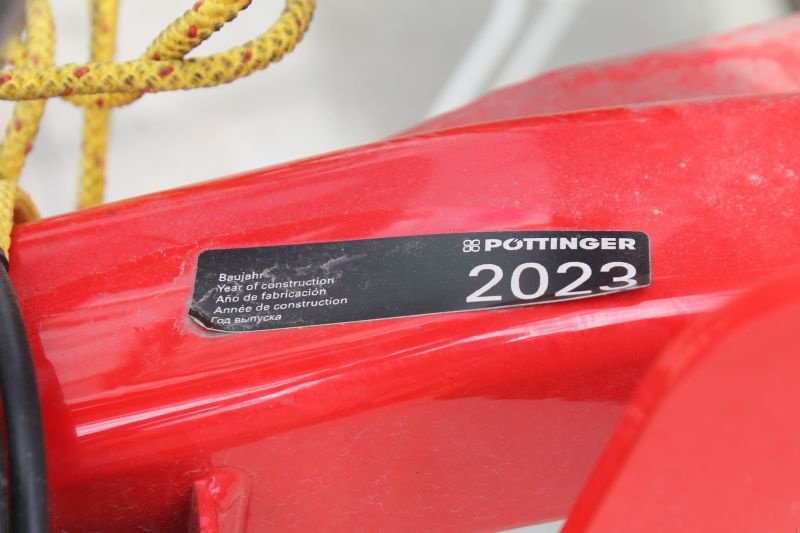 PÖTTINGER
2023
Baujahr
Year of construction
Año de fabricación
Année de construction
Год выпуска